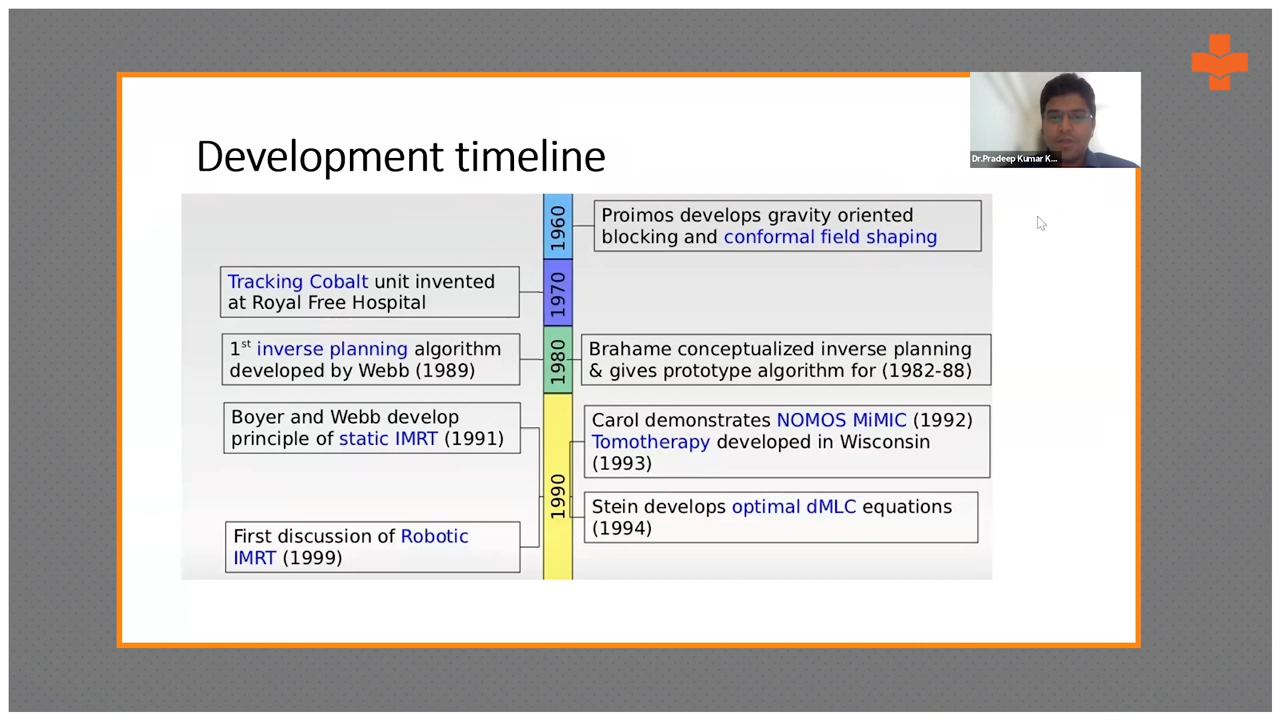 Dr.Pradeep Kumar K...
Development timeline
1960
Proimos develops gravity oriented
blocking and conformal field shaping
1970
Tracking Cobalt unit invented
at Royal Free Hospital
1980
1st inverse planning algorithm
developed by Webb (1989)
Brahame conceptualized inverse planning
& gives prototype algorithm for (1982-88)
1990
Boyer and Webb develop
principle of static IMRT (1991)
Carol demonstrates NOMOS MiMIC (1992)
Tomotherapy developed in Wisconsin
(1993)
Stein develops optimal dMLC equations
(1994)
First discussion of Robotic
IMRT (1999)